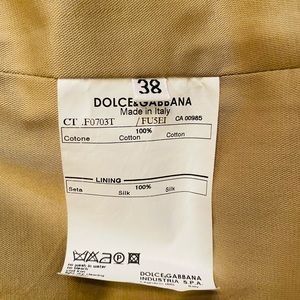 38
DOLCE&GABBANA
Made in Italy
CT .F0703T /FUSEI CA 00985
100%
Cotone Cotton Cotton
LINING
100%
Seta Silk Silk
DOLCE&GABBANA
INDUSTRIA S.P.A.